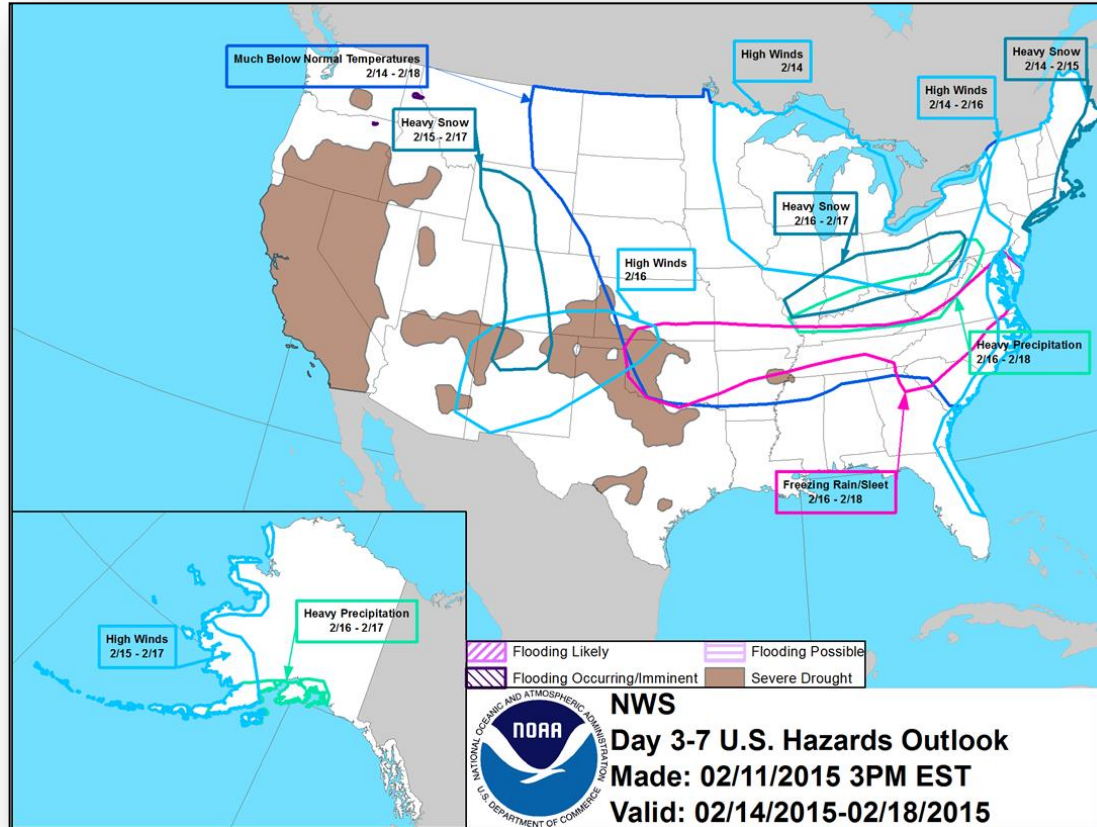 Much Below Normal Temperatures
2/14 - 2/18
High Winds
2/14
Heavy Snow
2/14 - 2/15
High Winds
2/14 - 2/16
Heavy Snow
2/15 - 2/17
Heavy Snow
2/16 - 2/17
High Winds
2/16
Heavy Precipitation
2/16 - 2/18
Freezing Rain/Sleet
2/16 - 2/18
Heavy Precipitation
2/16 - 2/17
High Winds
2/15 - 2/17
Flooding Likely
Flooding Possible
Flooding Occurring/Imminent
Severe Drought
NATIONAL OCEANIC AND ATMOSPHERIC ADMINISTRATION
NOAA
U.S. DEPARTMENT OF COMMERCE
NWS
Day 3-7 U.S. Hazards Outlook
Made: 02/11/2015 3PM EST
Valid: 02/14/2015-02/18/2015